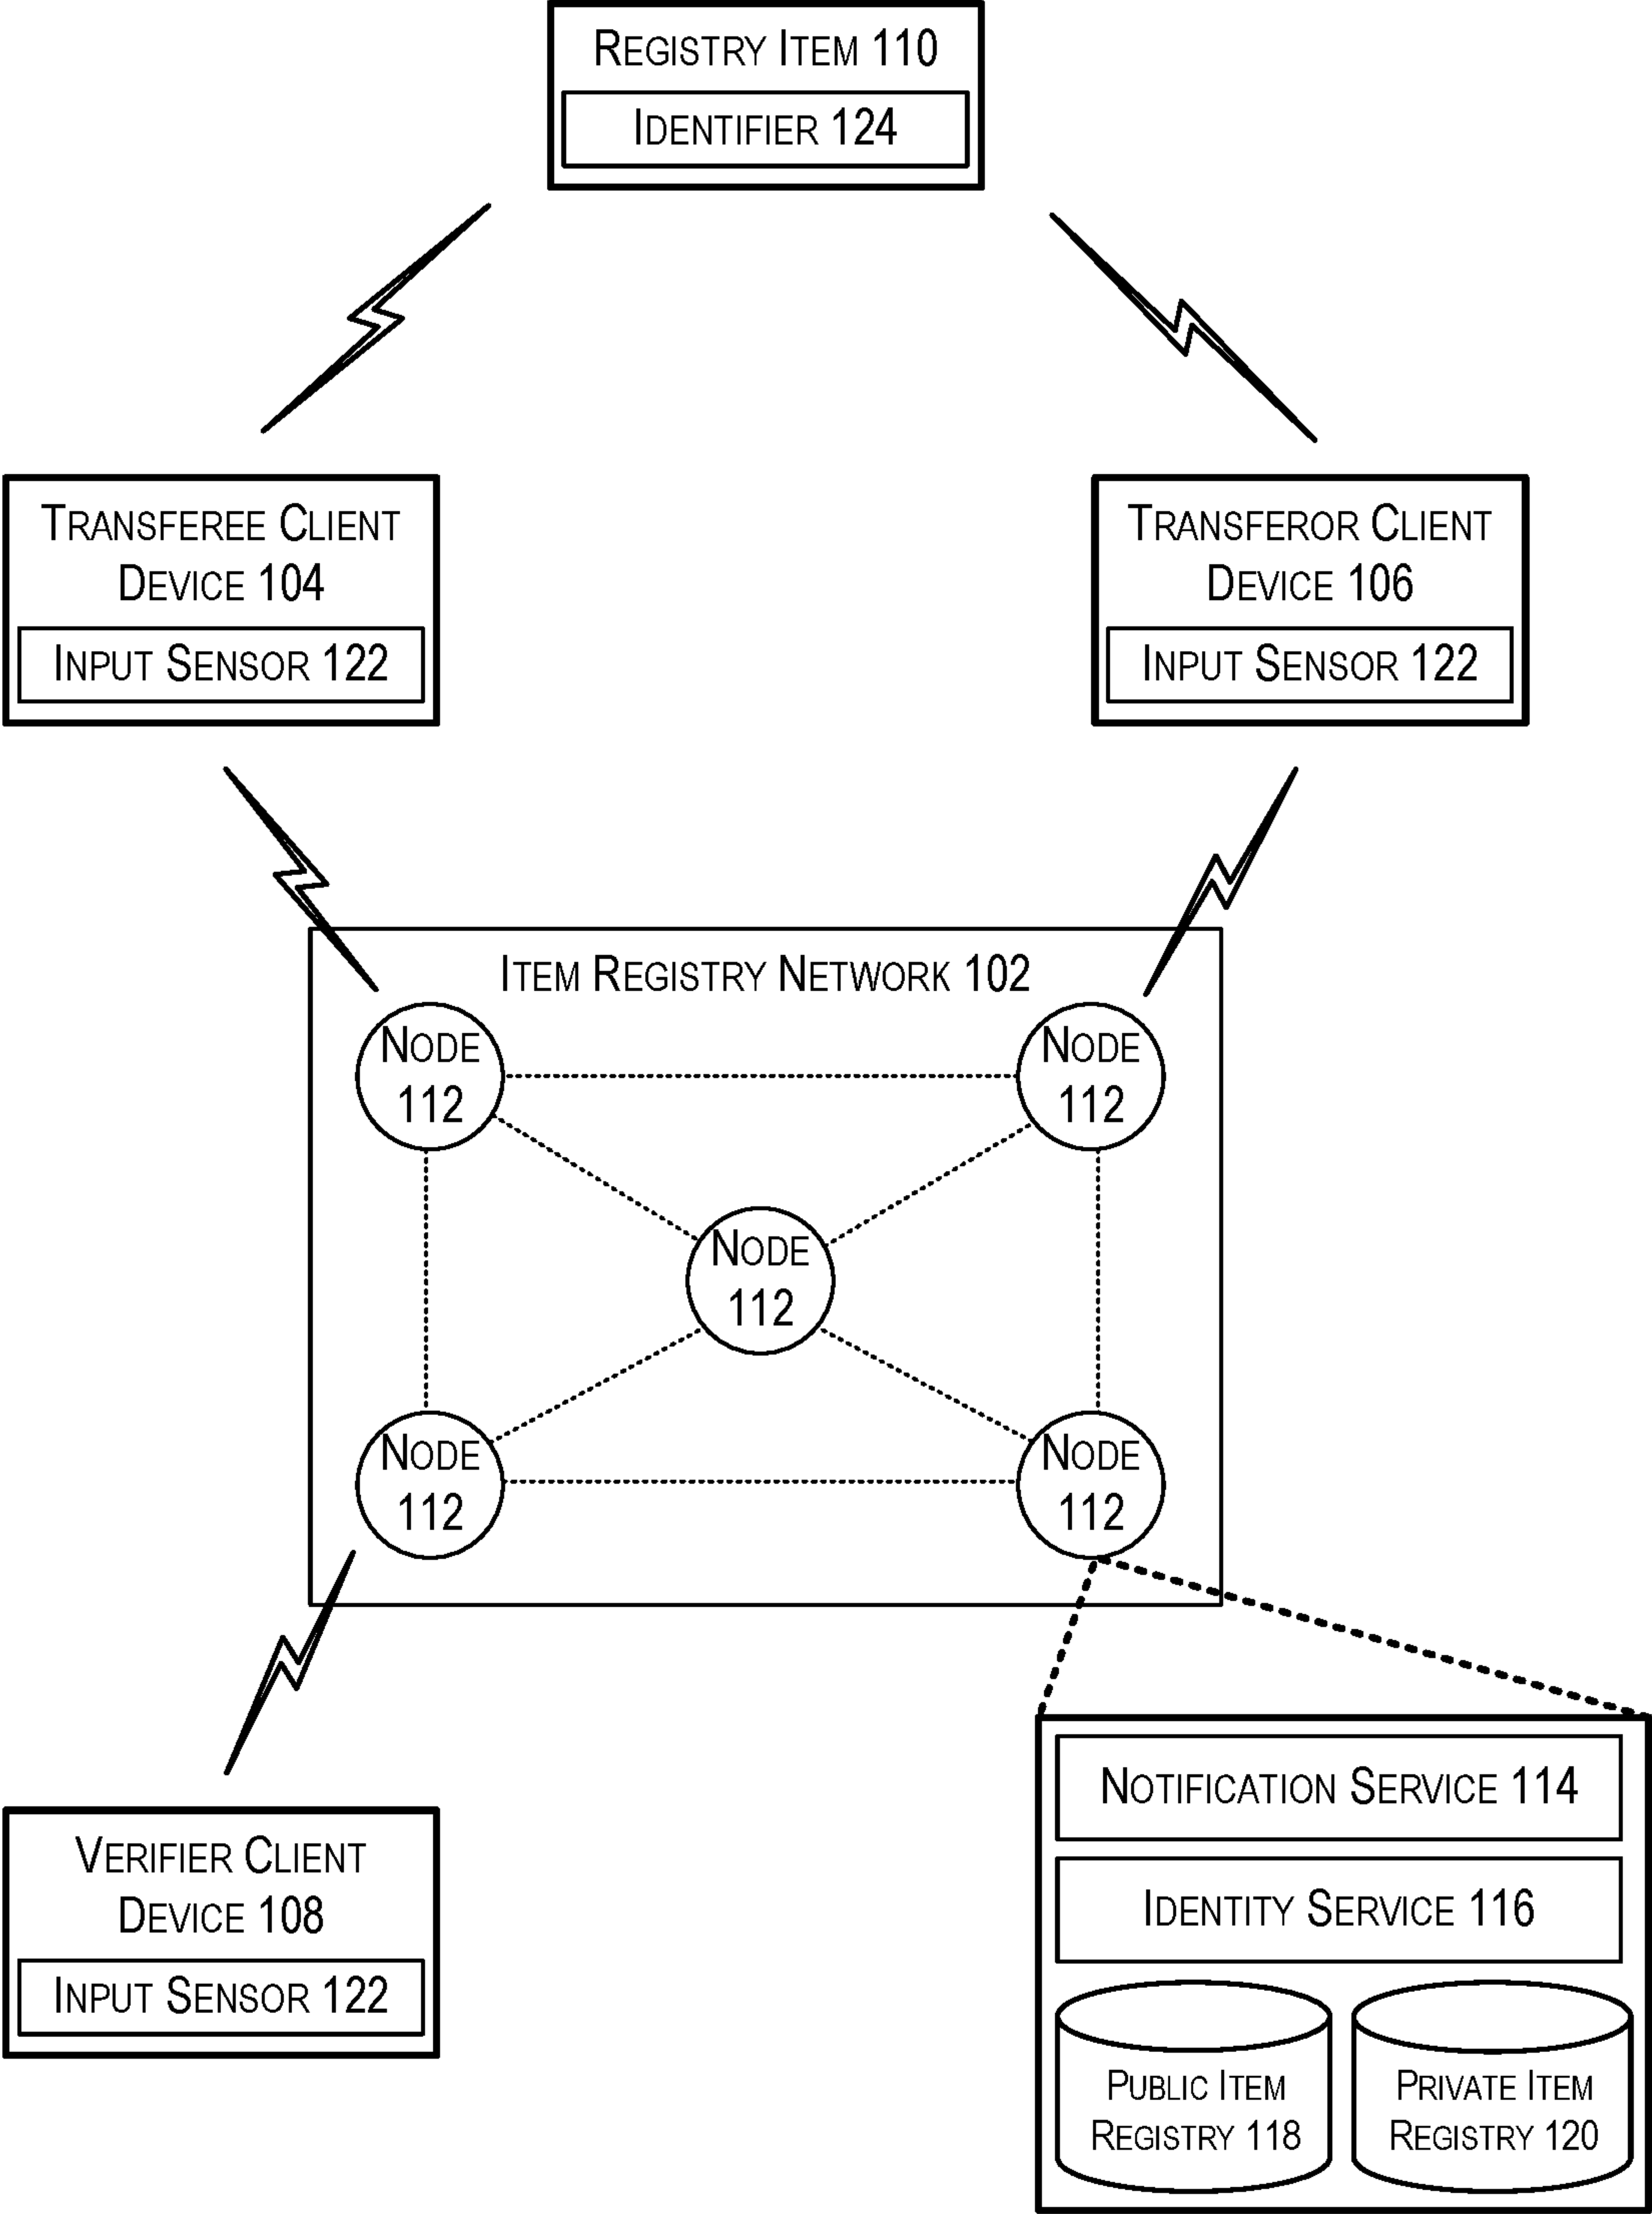 REGISTRY ITEM 110
IDENTIFIER 124
TRANSFEREE CLIENT
DEVICE 104
INPUT SENSOR 122
TRANSFEROR CLIENT
DEVICE 106
INPUT SENSOR 122
ITEM REGISTRY NETWORK 102
NODE
112
NODE
112
NODE
112
NODE
112
NODE
112
VERIFIER CLIENT
DEVICE 108
INPUT SENSOR 122
NOTIFICATION SERVICE 114
IDENTITY SERVICE 116
PUBLIC ITEM
REGISTRY 118
PRIVATE ITEM
REGISTRY 120